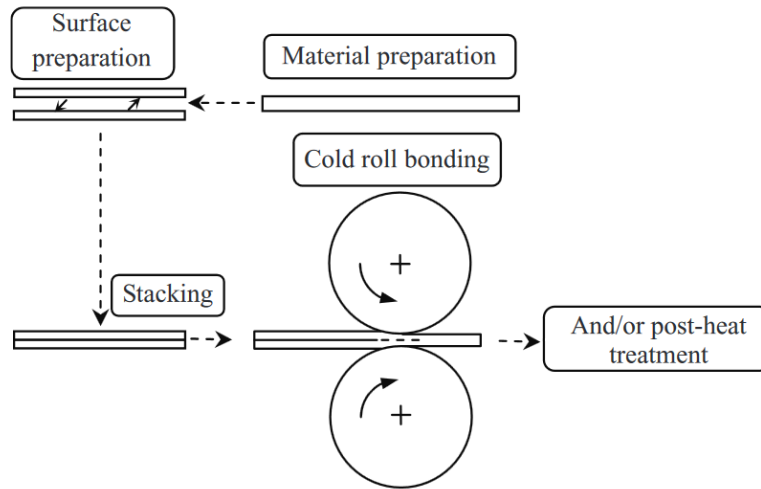 Surface
preparation
Material preparation
Cold roll bonding
Stacking
And/or post-heat
treatment